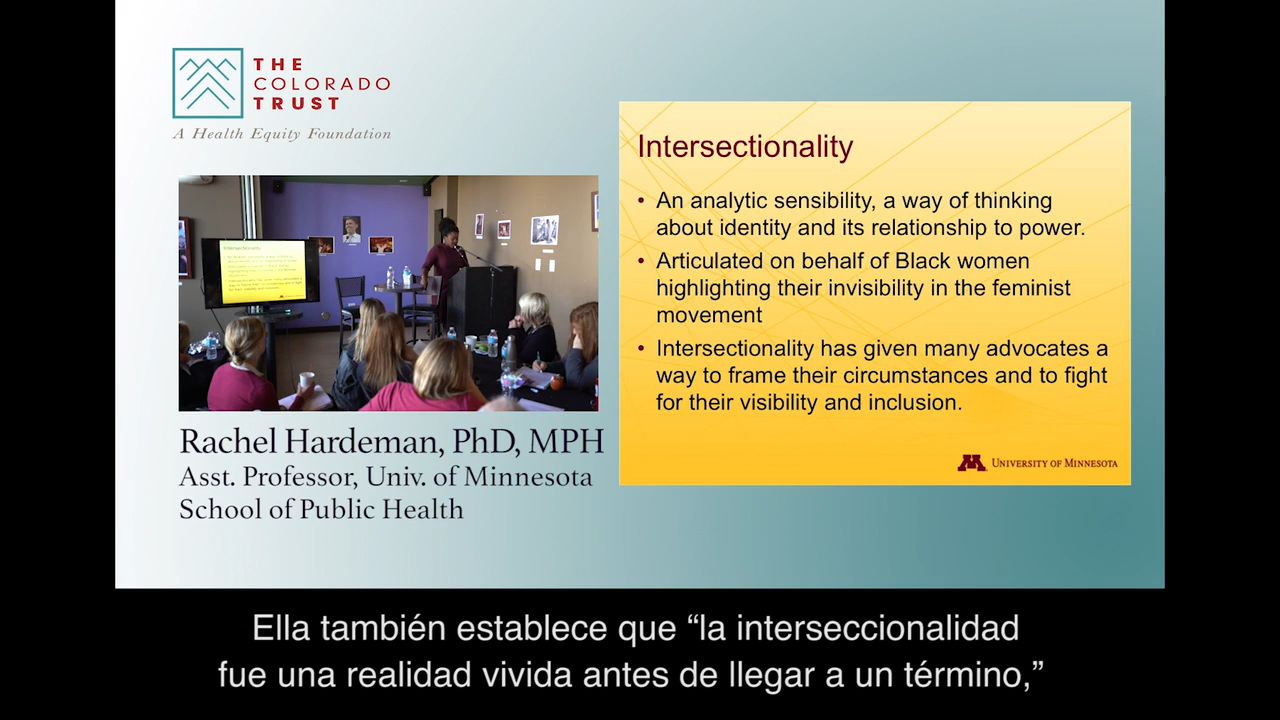 THE
COLORADO
TRUST
A Health Equity Foundation
Intersectionality
• An analytic sensibility, a way of thinking
about identity and its relationship to power.
• Articulated on behalf of Black women
highlighting their invisibility in the feminist
movement
• Intersectionality has given many advocates a
way to frame their circumstances and to fight
for their visibility and inclusion.
UNIVERSITY OF MINNESOTA
Intersectionality
Rachel Hardeman, PhD, MPH
Asst. Professor, Univ. of Minnesota
School of Public Health
Ella también establece que “la interseccionalidad
fue una realidad vivida antes de llegar a un término,”